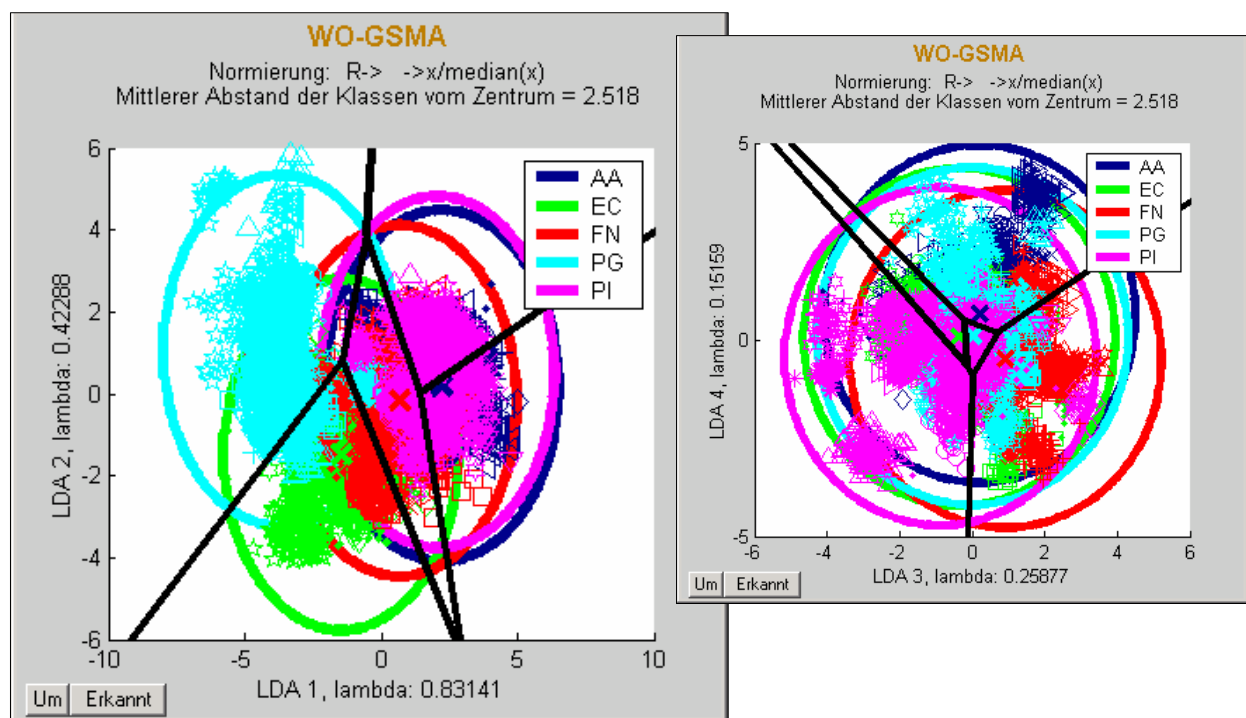 WO-GSMA
Normierung: R-> ->x/median(x)
Mittlerer Abstand der Klassen vom Zentrum = 2.518
6
4
2
0
-2
-4
-6
-10
-5
0
5
10
LDA 2, lambda: 0.42288
LDA 1, lambda: 0.83141
AA
EC
FN
PG
PI
Um
Erkannt
WO-GSMA
Normierung: R-> ->x/median(x)
Mittlerer Abstand der Klassen vom Zentrum = 2.518
5
0
-5
-6
-4
-2
0
2
4
6
LDA 4, lambda: 0.15159
LDA 3, lambda: 0.25877
AA
EC
FN
PG
PI
Um
Erkannt